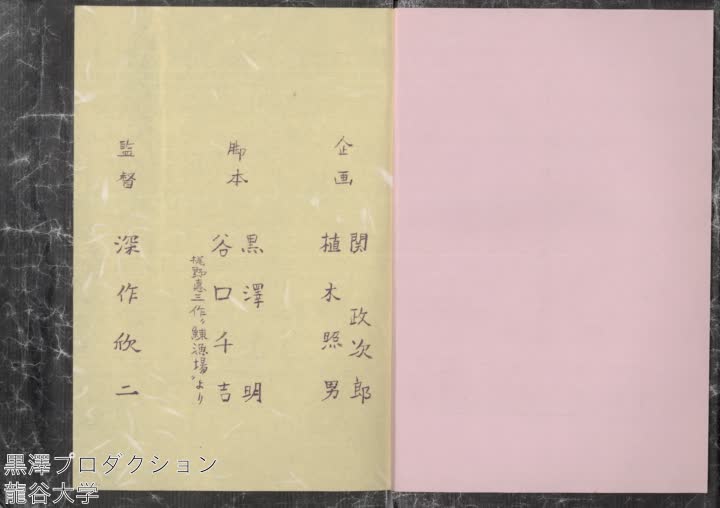 企画
関 政次郎
植木照男
脚本
黒澤 明
谷口千吉
梶野悳三作〝鰊漁場〟より
監督
深作欣二
黒澤プロダクション
龍谷大学